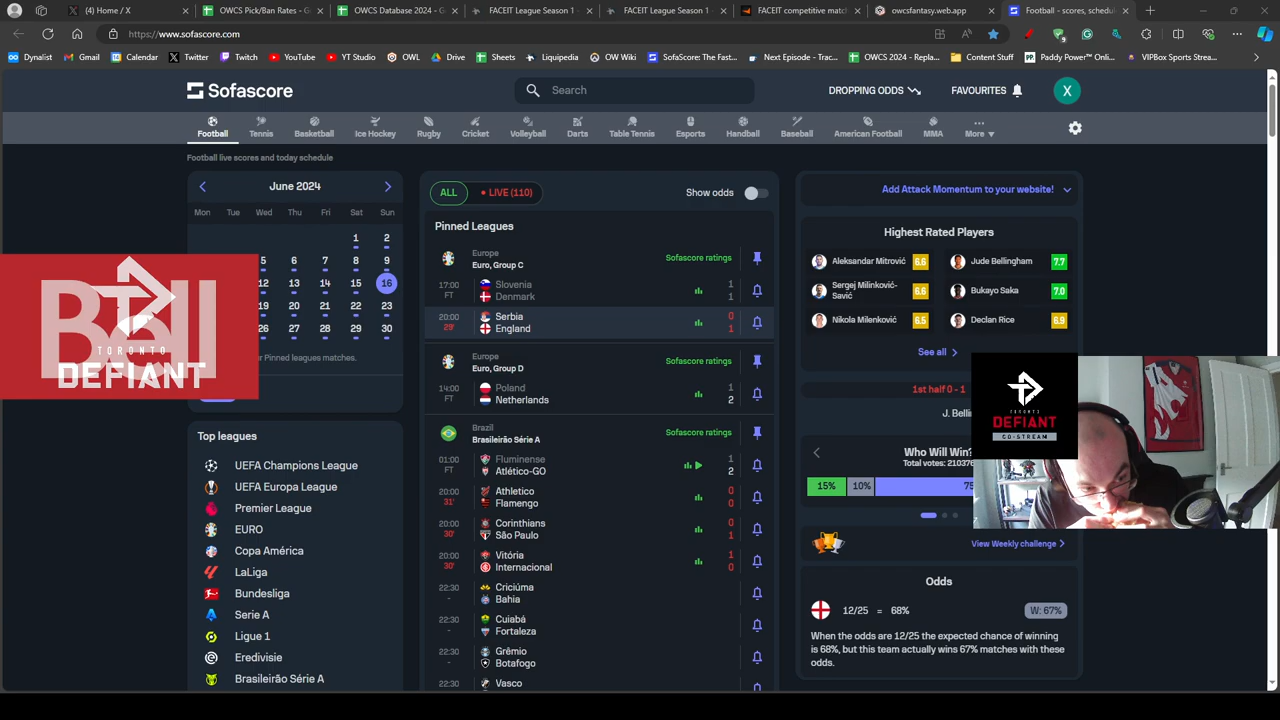 (4) Home / X
OWCS Pick/Ban Rates - G
OWCS Database 2024 - G
FACEIT League Season 1 -
FACEIT League Season 1 -
FACEIT competitive matc
owcsfantasy.web.app
Football - scores, schedu
https://www.sofascore.com
Dynalist
Gmail
Calendar
Twitter
Twitch
YouTube
YT Studio
OWL
Drive
Sheets
Liquipedia
OW Wiki
SofaScore: The Fast...
Next Episode - Trac...
OWCS 2024 - Repla...
Content Stuff
Paddy Power™ Onli...
VIPBox Sports Strea...
Sofascore
Search
DROPPING ODDS
FAVOURITES
X
Football
Tennis
Basketball
Ice Hockey
Rugby
Cricket
Volleyball
Darts
Table Tennis
Esports
Handball
Baseball
American Football
MMA
More
Football live scores and today schedule
June 2024
Mon Tue Wed Thu Fri Sat Sun
1 2
5 6 7 8 9
12 13 14 15 16
19 20 21 22 23
26 27 28 29 30
r Pinned leagues matches.
Bell
TORONTO
DEFIANT
Top leagues
UEFA Champions League
UEFA Europa League
Premier League
EURO
Copa América
LaLiga
Bundesliga
Serie A
Ligue 1
Eredivisie
Brasileirão Série A
ALL
LIVE (110)
Show odds
Pinned Leagues
Europe
Euro, Group C
Sofascore ratings
17:00 Slovenia 1
FT Denmark 1
20:00 Serbia 0
29' England 1
Europe
Euro, Group D
Sofascore ratings
14:00 Poland 1
FT Netherlands 2
Brazil
Brasileirão Série A
Sofascore ratings
01:00 Fluminense 1
FT Atlético-GO 2
20:00 Athletico 0
31' Flamengo 0
20:00 Corinthians 0
30' São Paulo 1
20:00 Vitória 1
30' Internacional 0
22:30 Criciúma
- Bahia
22:30 Cuiabá
- Fortaleza
22:30 Grêmio
- Botafogo
22:30 Vasco
Add Attack Momentum to your website!
Highest Rated Players
Aleksandar Mitrović 6.6
Jude Bellingham 7.7
Sergej Milinković-Savić 6.6
Bukayo Saka 7.0
Nikola Milenković 6.5
Declan Rice 6.9
See all
1st half 0 - 1
J. Belli
Who Will Win?
Total votes: 210376
15% 10% 75
TORONTO
DEFIANT
CO-STREAM
View Weekly challenge
Odds
12/25 = 68% W: 67%
When the odds are 12/25 the expected chance of winning
is 68%, but this team actually wins 67% matches with these
odds.